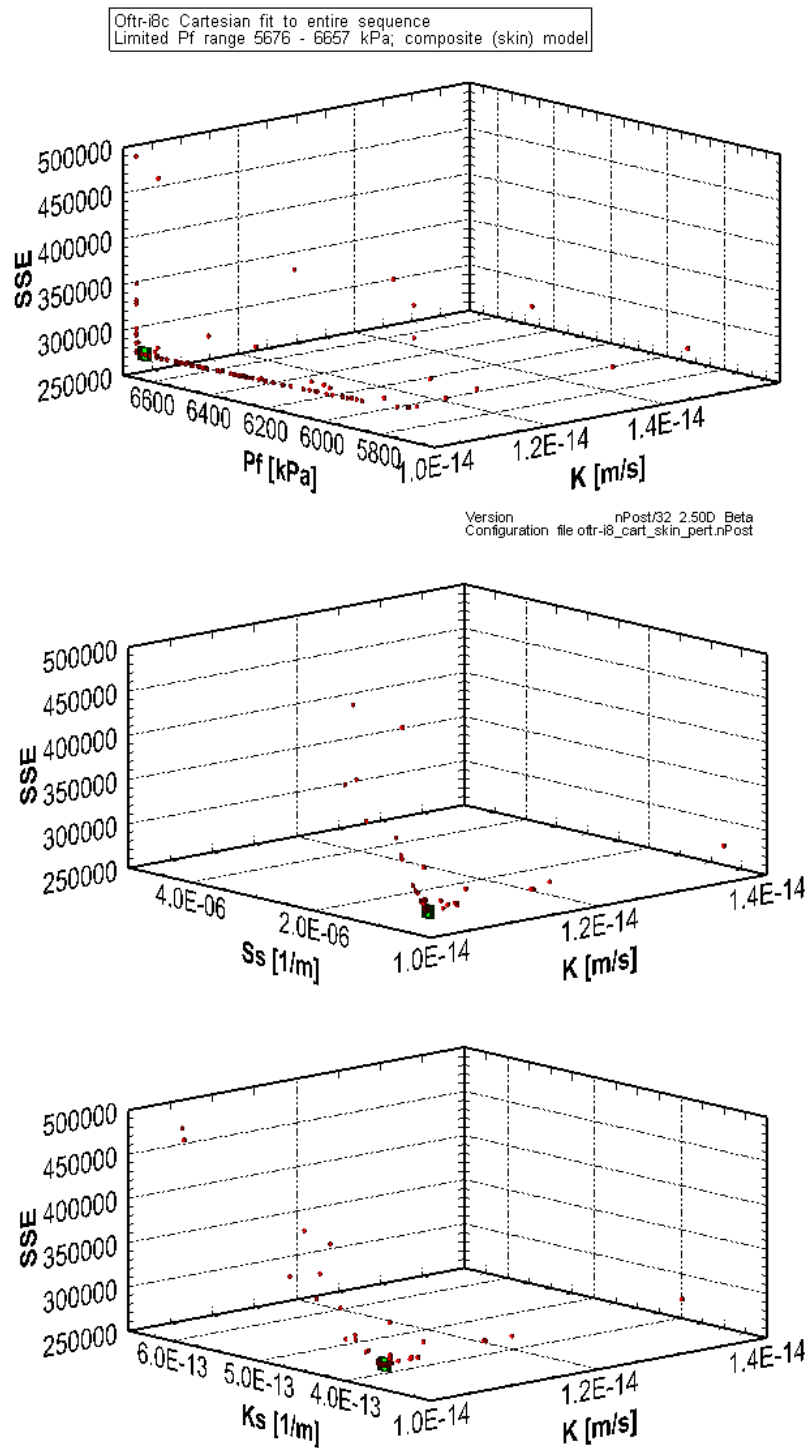 Oftr-i8c Cartesian fit to entire sequence
Limited Pf range 5676 - 6657 kPa; composite (skin) model
500000
450000
400000
350000
300000
250000
SSE
6600
6400
6200
6000
5800
Pf [kPa]
1.0E-14
1.2E-14
1.4E-14
K [m/s]
Version nPost/32 2.50D Beta
Configuration file oftr-i8_cart_skin_pert.nPost
500000
450000
400000
350000
300000
250000
SSE
4.0E-06
2.0E-06
Ss [1/m]
1.0E-14
1.2E-14
1.4E-14
K [m/s]
500000
450000
400000
350000
300000
250000
SSE
6.0E-13
5.0E-13
4.0E-13
Ks [1/m]
1.0E-14
1.2E-14
1.4E-14
K [m/s]